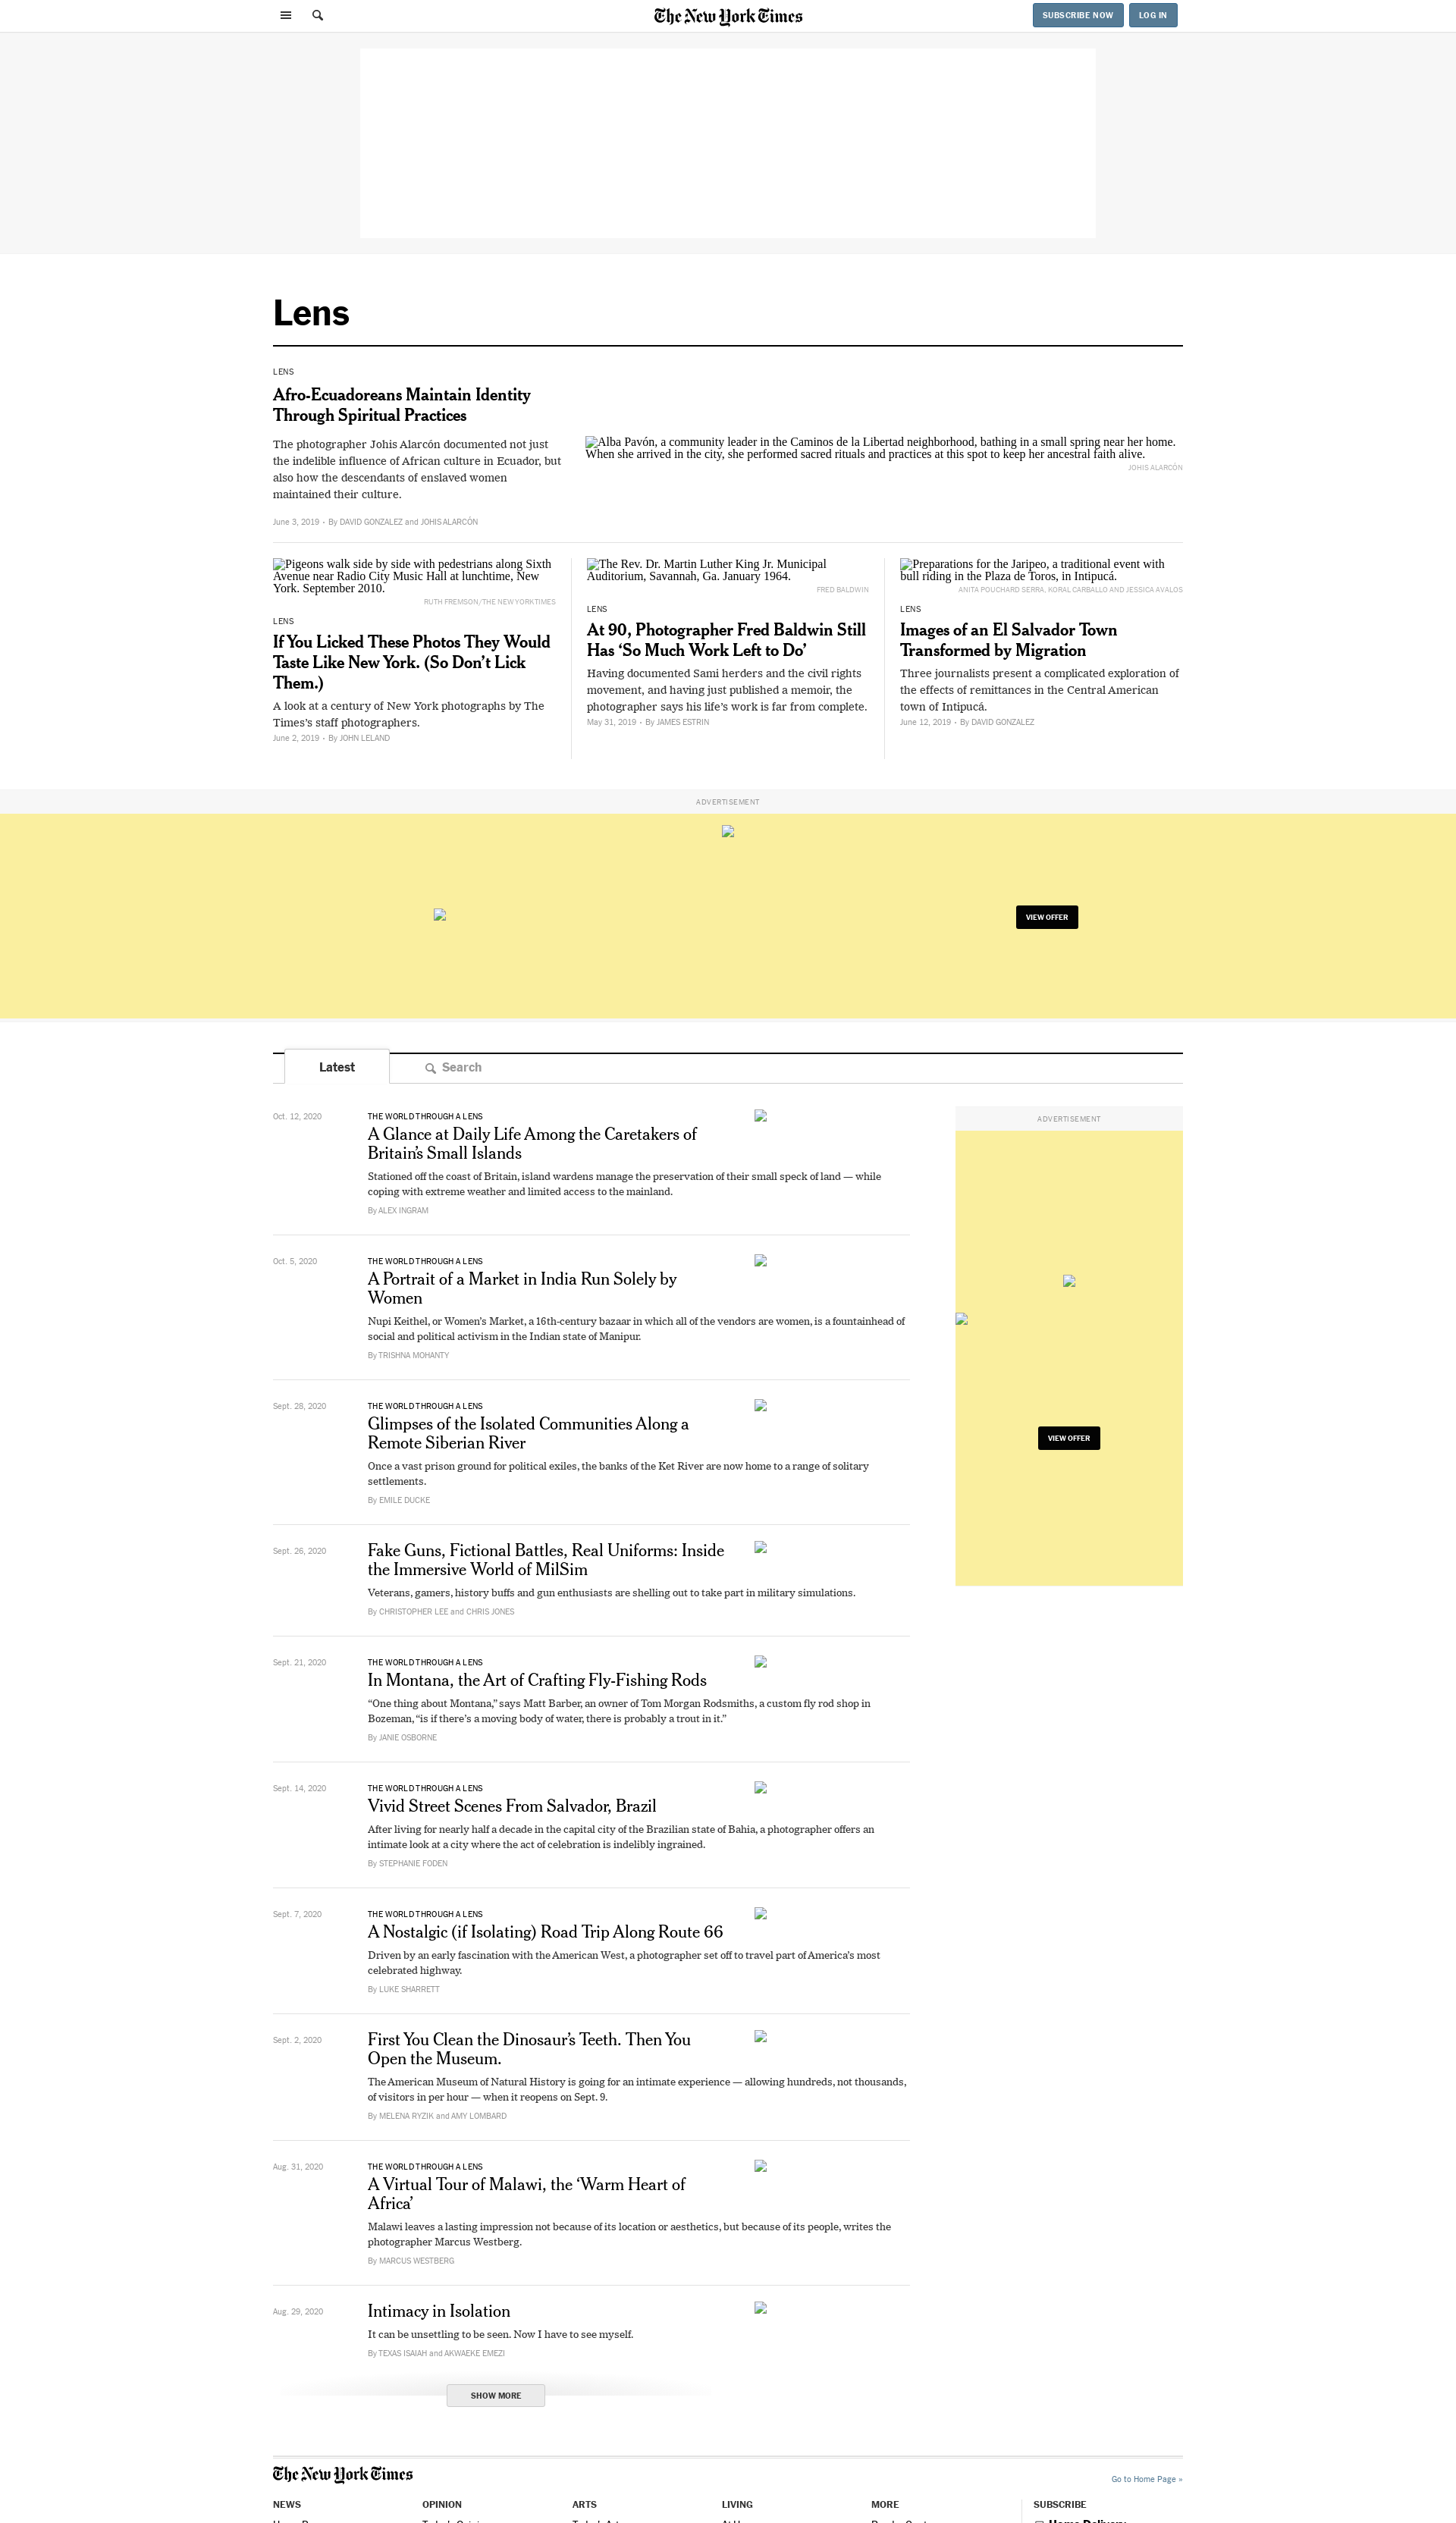 The New York Times
SUBSCRIBE NOW
LOG IN
Lens
LENS
Afro-Ecuadoreans Maintain Identity
Through Spiritual Practices
The photographer Johis Alarcón documented not just
the indelible influence of African culture in Ecuador, but
also how the descendants of enslaved women
maintained their culture.
June 3, 2019 • By DAVID GONZALEZ and JOHIS ALARCÓN
Alba Pavón, a community leader in the Caminos de la Libertad neighborhood, bathing in a small spring near her home.
When she arrived in the city, she performed sacred rituals and practices at this spot to keep her ancestral faith alive.
JOHIS ALARCÓN
Pigeons walk side by side with pedestrians along Sixth
Avenue near Radio City Music Hall at lunchtime, New
York. September 2010.
RUTH FREMSON/THE NEW YORK TIMES
LENS
If You Licked These Photos They Would
Taste Like New York. (So Don’t Lick
Them.)
A look at a century of New York photographs by The
Times’s staff photographers.
June 2, 2019 • By JOHN LELAND
The Rev. Dr. Martin Luther King Jr. Municipal
Auditorium, Savannah, Ga. January 1964.
FRED BALDWIN
LENS
At 90, Photographer Fred Baldwin Still
Has ‘So Much Work Left to Do’
Having documented Sami herders and the civil rights
movement, and having just published a memoir, the
photographer says his life’s work is far from complete.
May 31, 2019 • By JAMES ESTRIN
Preparations for the Jaripeo, a traditional event with
bull riding in the Plaza de Toros, in Intipucá.
ANITA POUCHARD SERRA, KORAL CARBALLO AND JESSICA AVALOS
LENS
Images of an El Salvador Town
Transformed by Migration
Three journalists present a complicated exploration of
the effects of remittances in the Central American
town of Intipucá.
June 12, 2019 • By DAVID GONZALEZ
ADVERTISEMENT
VIEW OFFER
Latest
Search
Oct. 12, 2020
THE WORLD THROUGH A LENS
A Glance at Daily Life Among the Caretakers of
Britain’s Small Islands
Stationed off the coast of Britain, island wardens manage the preservation of their small speck of land — while
coping with extreme weather and limited access to the mainland.
By ALEX INGRAM
ADVERTISEMENT
VIEW OFFER
Oct. 5, 2020
THE WORLD THROUGH A LENS
A Portrait of a Market in India Run Solely by
Women
Nupi Keithel, or Women’s Market, a 16th-century bazaar in which all of the vendors are women, is a fountainhead of
social and political activism in the Indian state of Manipur.
By TRISHNA MOHANTY
Sept. 28, 2020
THE WORLD THROUGH A LENS
Glimpses of the Isolated Communities Along a
Remote Siberian River
Once a vast prison ground for political exiles, the banks of the Ket River are now home to a range of solitary
settlements.
By EMILE DUCKE
Sept. 26, 2020
Fake Guns, Fictional Battles, Real Uniforms: Inside
the Immersive World of MilSim
Veterans, gamers, history buffs and gun enthusiasts are shelling out to take part in military simulations.
By CHRISTOPHER LEE and CHRIS JONES
Sept. 21, 2020
THE WORLD THROUGH A LENS
In Montana, the Art of Crafting Fly-Fishing Rods
“One thing about Montana,” says Matt Barber, an owner of Tom Morgan Rodsmiths, a custom fly rod shop in
Bozeman, “is if there’s a moving body of water, there is probably a trout in it.”
By JANIE OSBORNE
Sept. 14, 2020
THE WORLD THROUGH A LENS
Vivid Street Scenes From Salvador, Brazil
After living for nearly half a decade in the capital city of the Brazilian state of Bahia, a photographer offers an
intimate look at a city where the act of celebration is indelibly ingrained.
By STEPHANIE FODEN
Sept. 7, 2020
THE WORLD THROUGH A LENS
A Nostalgic (if Isolating) Road Trip Along Route 66
Driven by an early fascination with the American West, a photographer set off to travel part of America’s most
celebrated highway.
By LUKE SHARRETT
Sept. 2, 2020
First You Clean the Dinosaur’s Teeth. Then You
Open the Museum.
The American Museum of Natural History is going for an intimate experience — allowing hundreds, not thousands,
of visitors in per hour — when it reopens on Sept. 9.
By MELENA RYZIK and AMY LOMBARD
Aug. 31, 2020
THE WORLD THROUGH A LENS
A Virtual Tour of Malawi, the ‘Warm Heart of
Africa’
Malawi leaves a lasting impression not because of its location or aesthetics, but because of its people, writes the
photographer Marcus Westberg.
By MARCUS WESTBERG
Aug. 29, 2020
Intimacy in Isolation
It can be unsettling to be seen. Now I have to see myself.
By TEXAS ISAIAH and AKWAEKE EMEZI
SHOW MORE
The New York Times
Go to Home Page »
NEWS
OPINION
ARTS
LIVING
MORE
SUBSCRIBE